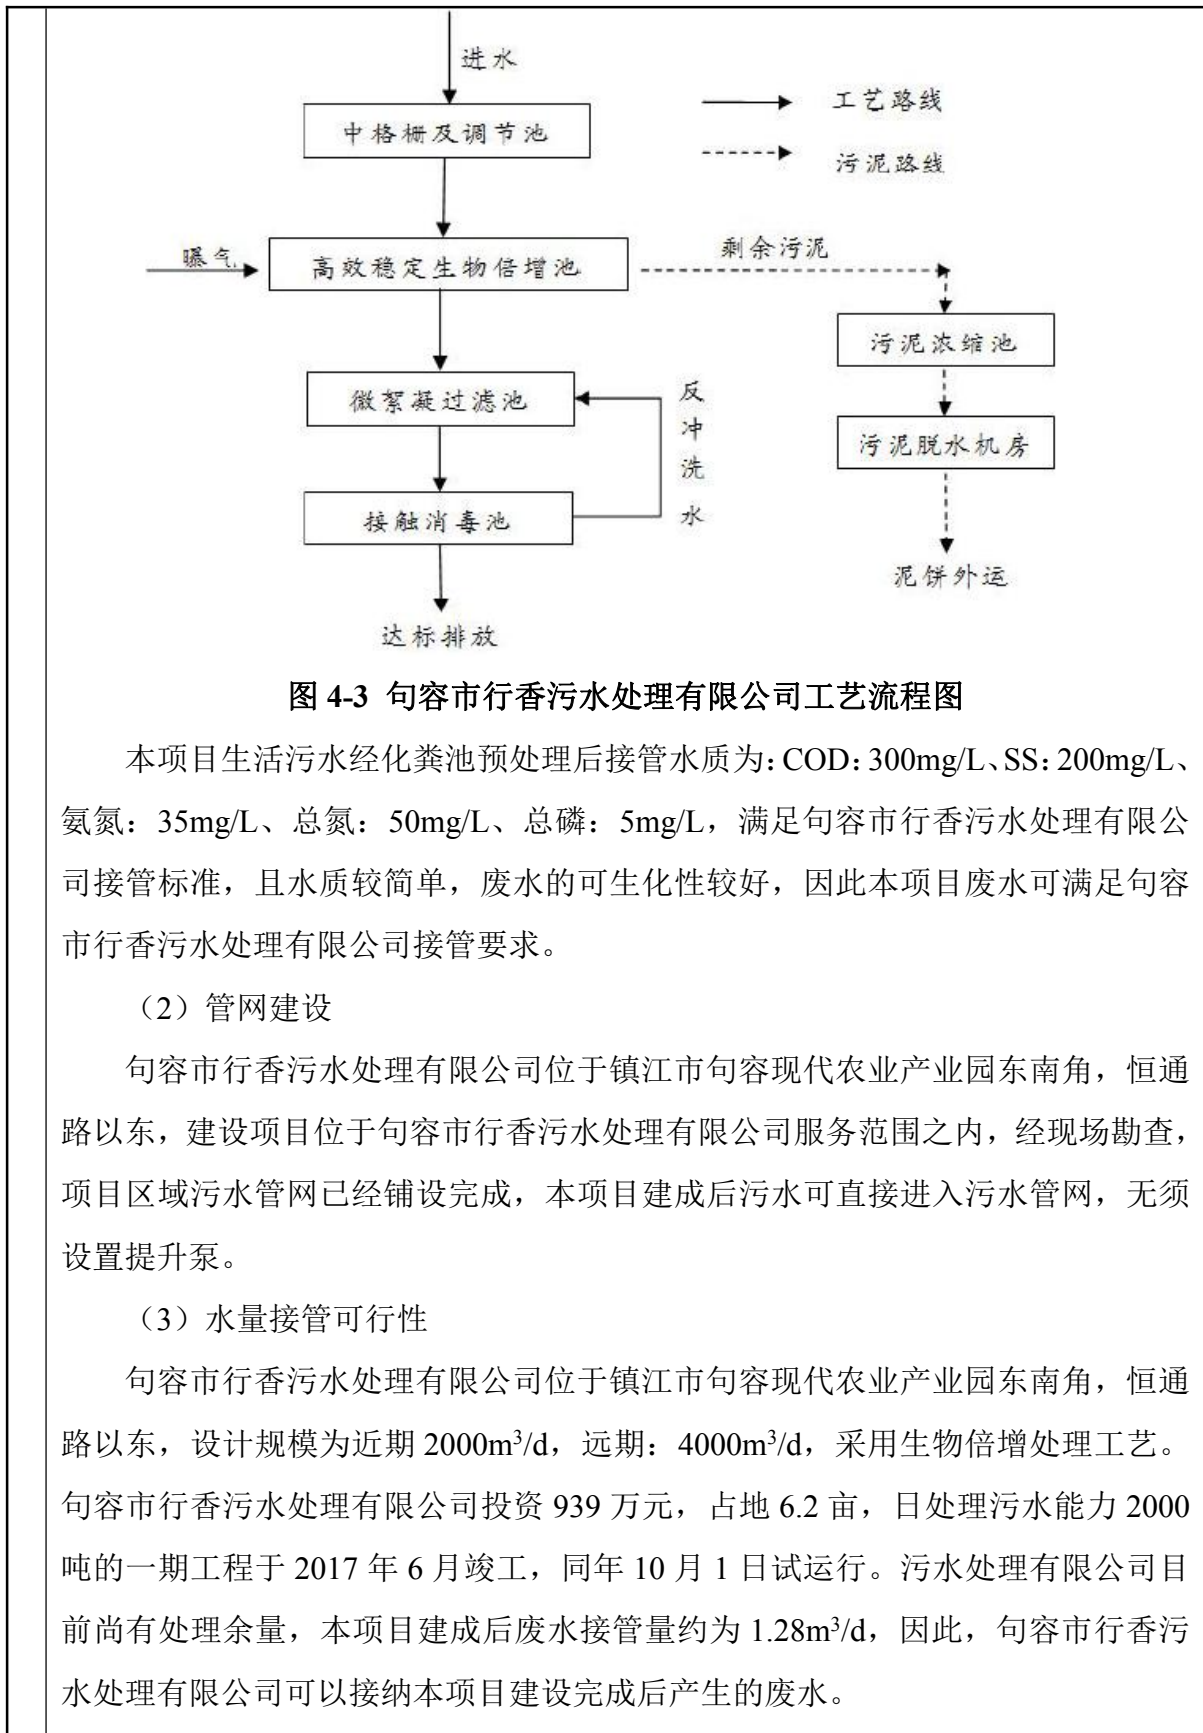 进水
工艺路线
中格栅及调节池
污泥路线
曝气
高效稳定生物倍增池
剩余污泥
污泥浓缩池
微絮凝过滤池
反冲洗水
污泥脱水机房
接触消毒池
泥饼外运
达标排放
图 4-3 句容市行香污水处理有限公司工艺流程图
本项目生活污水经化粪池预处理后接管水质为：COD：300mg/L、SS：200mg/L、
氨氮：35mg/L、总氮：50mg/L、总磷：5mg/L，满足句容市行香污水处理有限公
司接管标准，且水质较简单，废水的可生化性较好，因此本项目废水可满足句容
市行香污水处理有限公司接管要求。
（2）管网建设
句容市行香污水处理有限公司位于镇江市句容现代农业产业园东南角，恒通
路以东，建设项目位于句容市行香污水处理有限公司服务范围之内，经现场勘查，
项目区域污水管网已经铺设完成，本项目建成后污水可直接进入污水管网，无须
设置提升泵。
（3）水量接管可行性
句容市行香污水处理有限公司位于镇江市句容现代农业产业园东南角，恒通
路以东，设计规模为近期 2000m³/d，远期：4000m³/d，采用生物倍增处理工艺。
句容市行香污水处理有限公司投资 939 万元，占地 6.2 亩，日处理污水能力 2000
吨的一期工程于 2017 年 6 月竣工，同年 10 月 1 日试运行。污水处理有限公司目
前尚有处理余量，本项目建成后废水接管量约为 1.28m³/d，因此，句容市行香污
水处理有限公司可以接纳本项目建设完成后产生的废水。